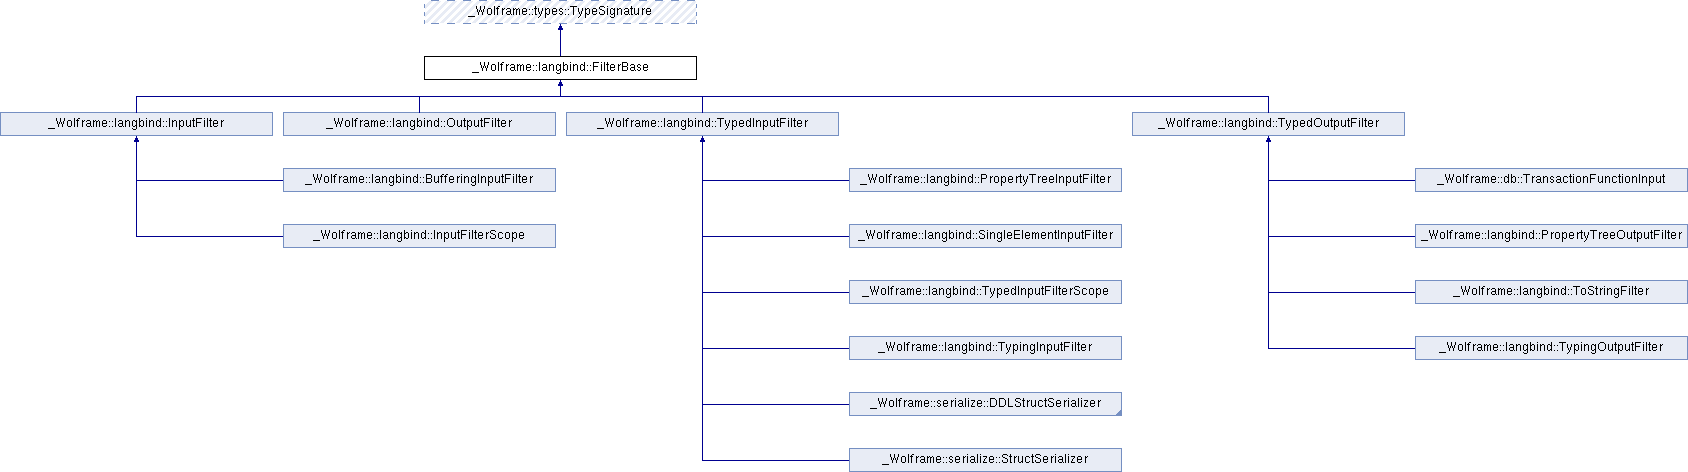 _Wolframe::types::TypeSignature
_Wolframe::langbind::FilterBase
_Wolframe::langbind::InputFilter
_Wolframe::langbind::OutputFilter
_Wolframe::langbind::TypedInputFilter
_Wolframe::langbind::TypedOutputFilter
_Wolframe::langbind::BufferingInputFilter
_Wolframe::langbind::PropertyTreeInputFilter
_Wolframe::db::TransactionFunctionInput
_Wolframe::langbind::InputFilterScope
_Wolframe::langbind::SingleElementInputFilter
_Wolframe::langbind::PropertyTreeOutputFilter
_Wolframe::langbind::TypedInputFilterScope
_Wolframe::langbind::ToStringFilter
_Wolframe::langbind::TypingInputFilter
_Wolframe::langbind::TypingOutputFilter
_Wolframe::serialize::DDLStructSerializer
_Wolframe::serialize::StructSerializer